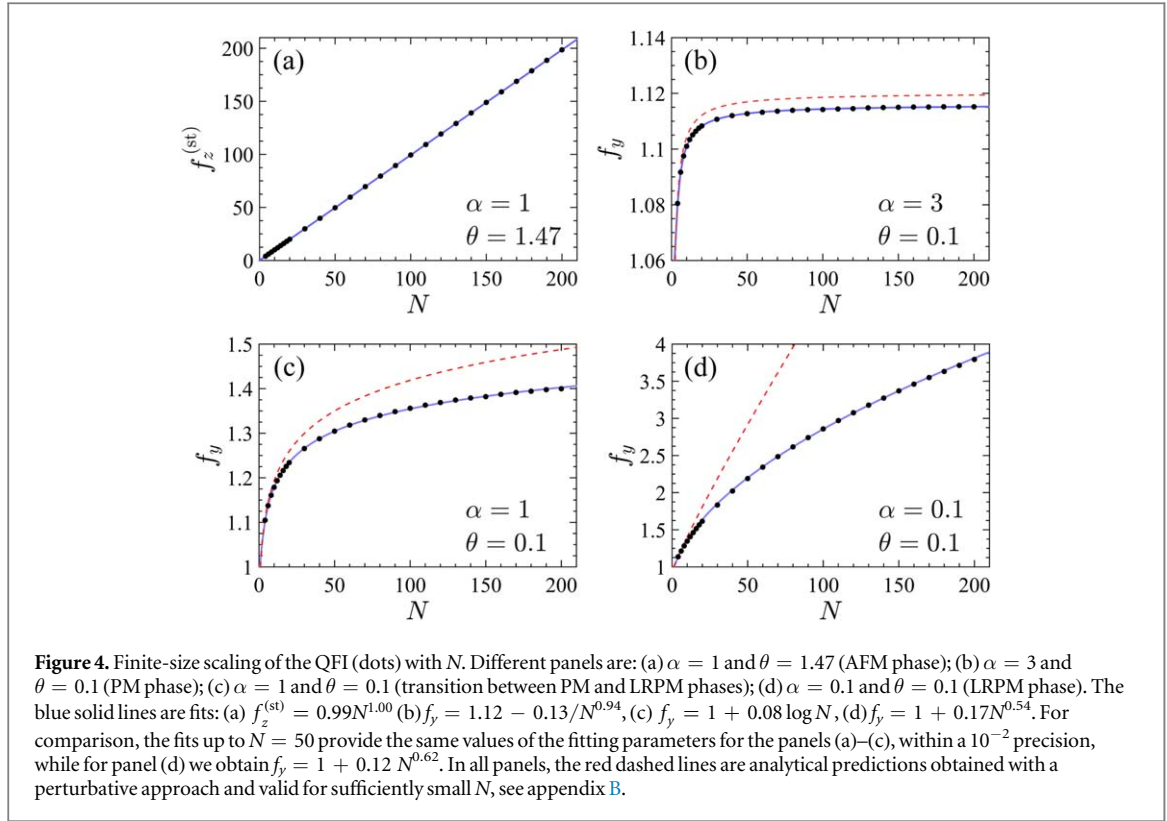 (a)
f_z^{(st)}
200
150
100
50
0
0 50 100 150 200
N
α = 1
θ = 1.47
(b)
f_y
1.14
1.12
1.1
1.08
1.06
0 50 100 150 200
N
α = 3
θ = 0.1
(c)
f_y
1.5
1.4
1.3
1.2
1.1
1
0 50 100 150 200
N
α = 1
θ = 0.1
(d)
f_y
4
3.5
3
2.5
2
1.5
1
0 50 100 150 200
N
α = 0.1
θ = 0.1
Figure 4. Finite-size scaling of the QFI (dots) with N. Different panels are: (a) α = 1 and θ = 1.47 (AFM phase); (b) α = 3 and
θ = 0.1 (PM phase); (c) α = 1 and θ = 0.1 (transition between PM and LRPM phases); (d) α = 0.1 and θ = 0.1 (LRPM phase). The
blue solid lines are fits: (a) f_z^{(st)} = 0.99N^{1.00} (b) f_y = 1.12 − 0.13/N^{0.94}, (c) f_y = 1 + 0.08 log N, (d) f_y = 1 + 0.17N^{0.54}. For
comparison, the fits up to N = 50 provide the same values of the fitting parameters for the panels (a)–(c), within a 10^{−2} precision,
while for panel (d) we obtain f_y = 1 + 0.12 N^{0.62}. In all panels, the red dashed lines are analytical predictions obtained with a
perturbative approach and valid for sufficiently small N, see appendix B.